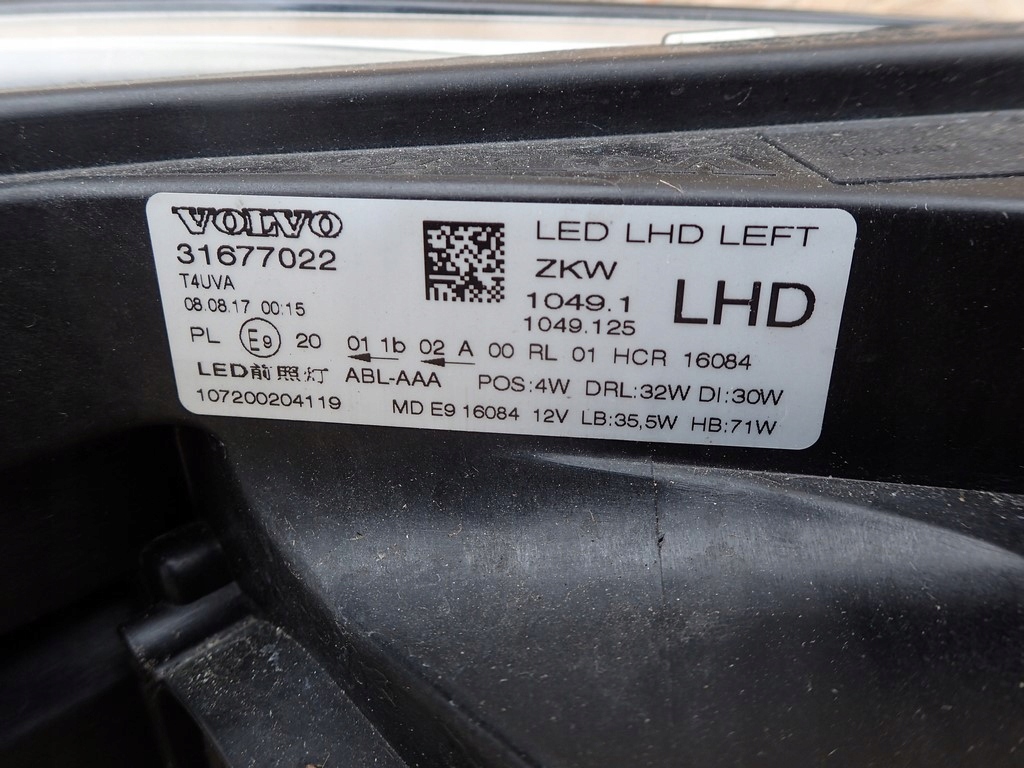 VOLVO
31677022
T4UVA
08.08.17 00:15
LED LHD LEFT
ZKW
1049.1
1049.125
LHD
PL E9 20 01 1b 02 A 00 RL 01 HCR 16084
LED前照灯 ABL-AAA POS:4W DRL:32W DI:30W
107200204119 MD E9 16084 12V LB:35,5W HB:71W